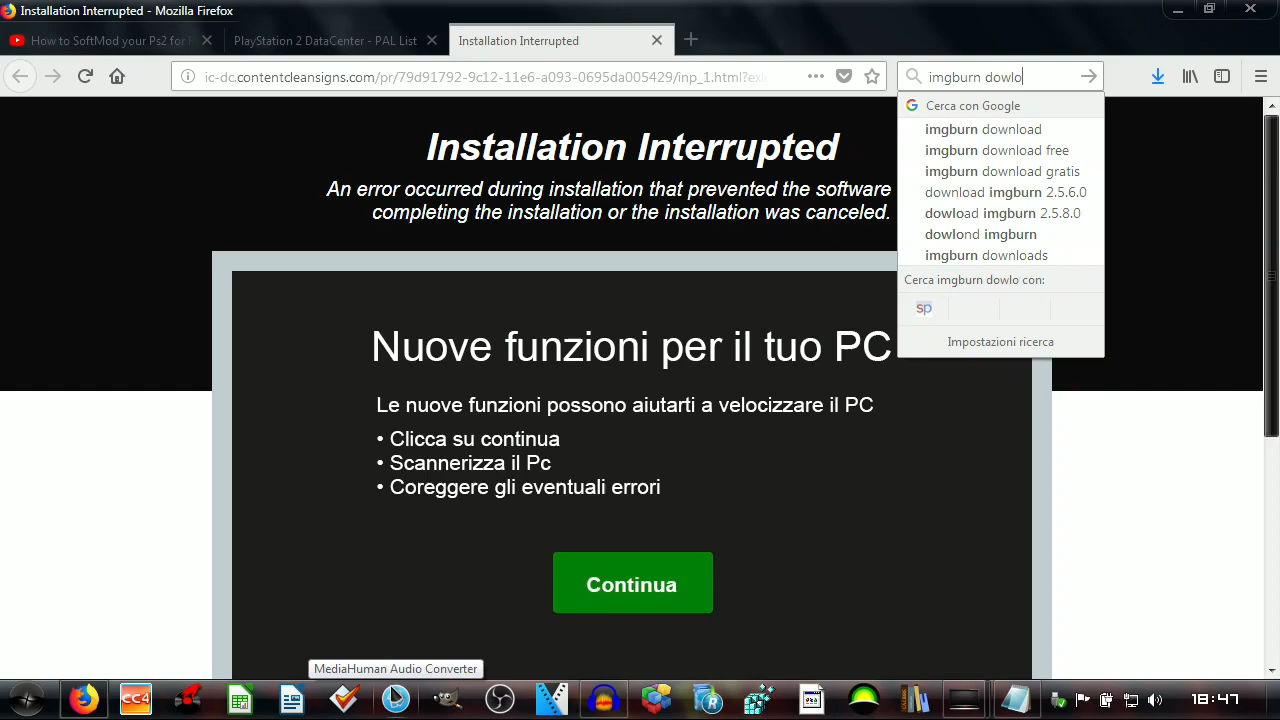 Installation Interrupted - Mozilla Firefox
How to SoftMod your Ps2 for
PlayStation 2 DataCenter - PAL List
Installation Interrupted
ic-dc.contentcleansigns.com/pr/79d91792-9c12-11e6-a093-0695da005429/inp_1.html?exi
imgburn dowlo
Cerca con Google
imgburn download
imgburn download free
imgburn download gratis
download imgburn 2.5.6.0
dowload imgburn 2.5.8.0
dowlond imgburn
imgburn downloads
Cerca imgburn dowlo con:
sp
Impostazioni ricerca
Installation Interrupted
An error occurred during installation that prevented the software
completing the installation or the installation was canceled.
Nuove funzioni per il tuo PC
Le nuove funzioni possono aiutarti a velocizzare il PC
• Clicca su continua
• Scannerizza il Pc
• Coreggere gli eventuali errori
Continua
MediaHuman Audio Converter
CC4
18:47